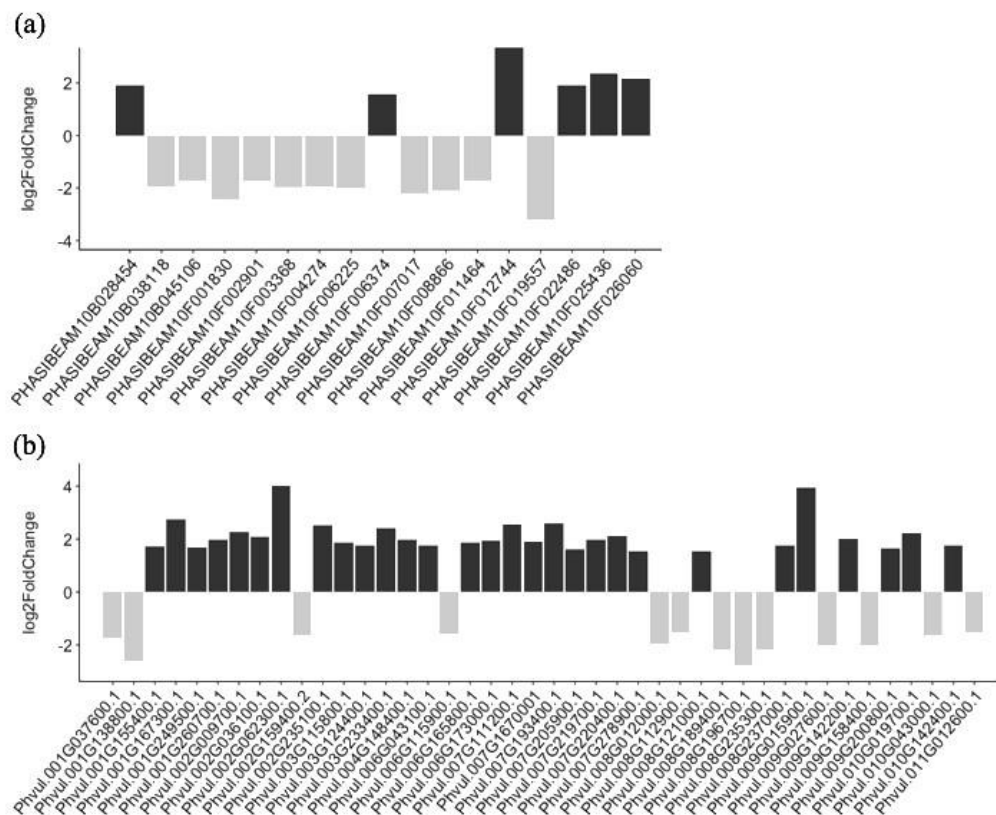 (a)
log2FoldChange
2
0
-2
-4
PHASIBEAM10B028454
PHASIBEAM10B038118
PHASIBEAM10B045106
PHASIBEAM10F001830
PHASIBEAM10F002901
PHASIBEAM10F003368
PHASIBEAM10F004274
PHASIBEAM10F006225
PHASIBEAM10F006374
PHASIBEAM10F007017
PHASIBEAM10F008866
PHASIBEAM10F011464
PHASIBEAM10F012744
PHASIBEAM10F019557
PHASIBEAM10F022486
PHASIBEAM10F025436
PHASIBEAM10F026060
(b)
log2FoldChange
4
2
0
-2
Phvul.001G037600.1
Phvul.001G138800.1
Phvul.001G155400.1
Phvul.001G167300.1
Phvul.001G249500.1
Phvul.001G260700.1
Phvul.002G009700.1
Phvul.002G036100.1
Phvul.002G062300.1
Phvul.002G159400.2
Phvul.002G235100.1
Phvul.003G115800.1
Phvul.003G124400.1
Phvul.003G233400.1
Phvul.004G148400.1
Phvul.006G043100.1
Phvul.006G115900.1
Phvul.006G165800.1
Phvul.006G173000.1
Phvul.007G111200.1
Phvul.007G193400.1
Phvul.007G205900.1
Phvul.007G219700.1
Phvul.007G220400.1
Phvul.007G278900.1
Phvul.008G112900.1
Phvul.008G121000.1
Phvul.008G189400.1
Phvul.008G196700.1
Phvul.008G235300.1
Phvul.008G237000.1
Phvul.009G015900.1
Phvul.009G027600.1
Phvul.009G142200.1
Phvul.009G158400.1
Phvul.009G200800.1
Phvul.010G019700.1
Phvul.010G043000.1
Phvul.010G142400.1
Phvul.011G012600.1